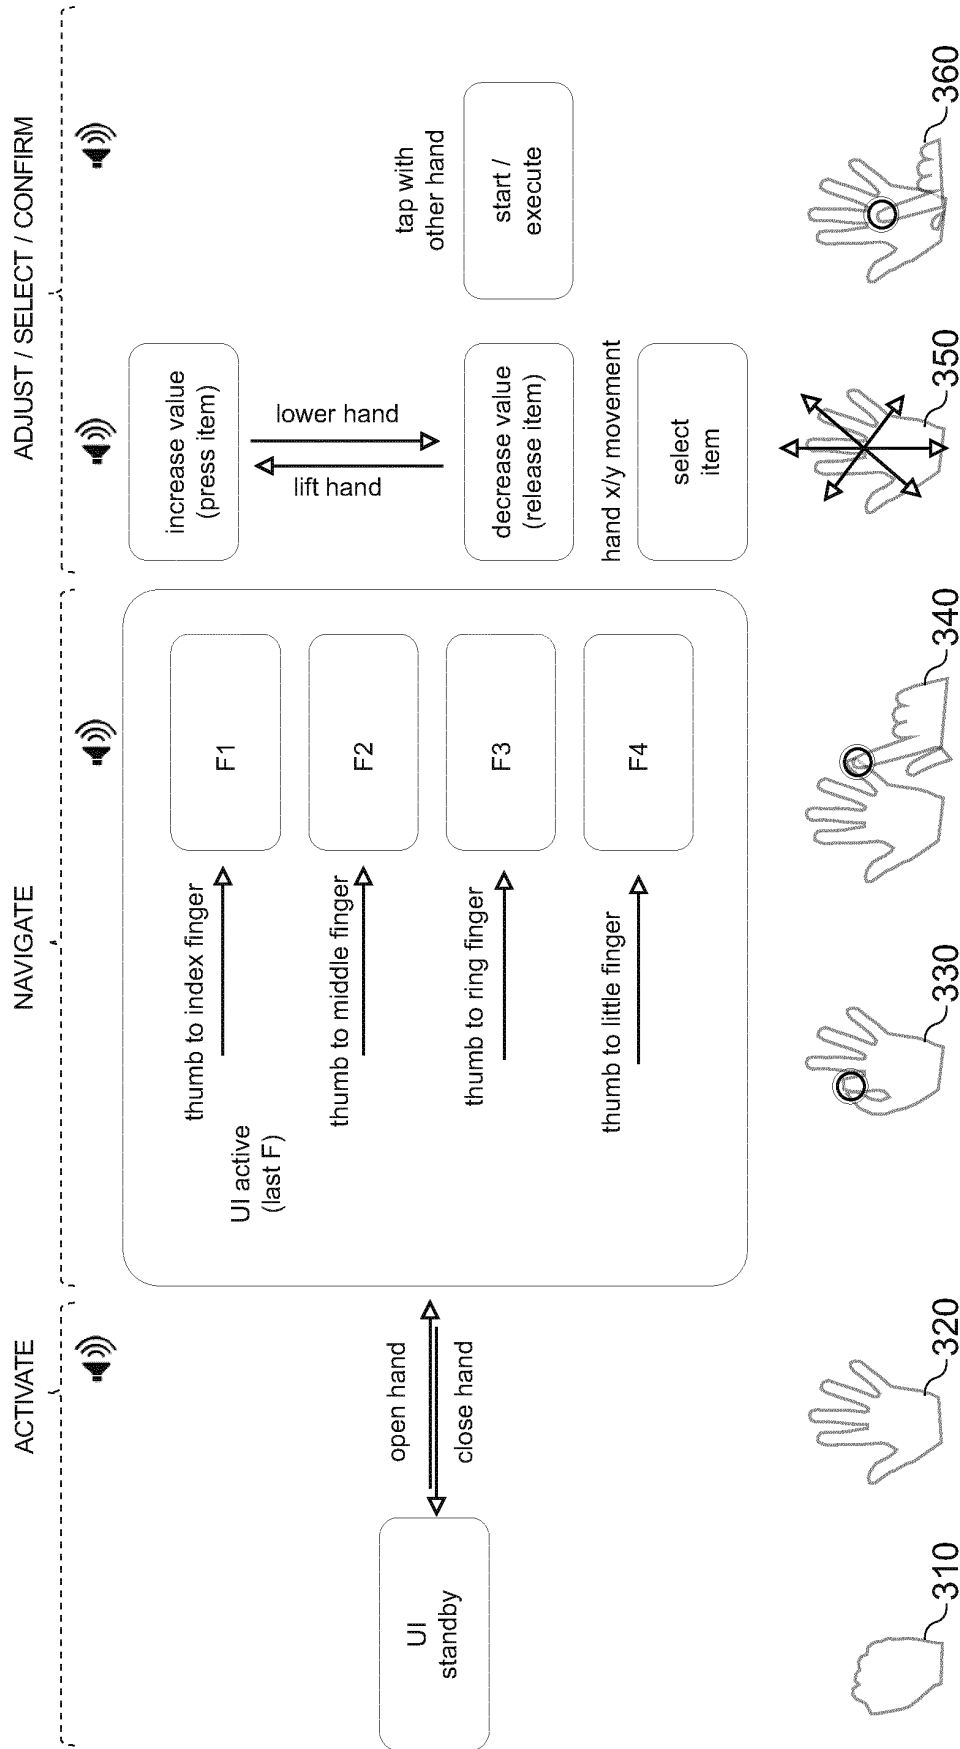 ACTIVATE
NAVIGATE
ADJUST / SELECT / CONFIRM
UI
standby
open hand
close hand
UI active
(last F)
thumb to index finger
F1
thumb to middle finger
F2
thumb to ring finger
F3
thumb to little finger
F4
increase value
(press item)
lift hand
lower hand
decrease value
(release item)
hand x/y movement
select
item
tap with
other hand
start /
execute
310
320
330
340
350
360